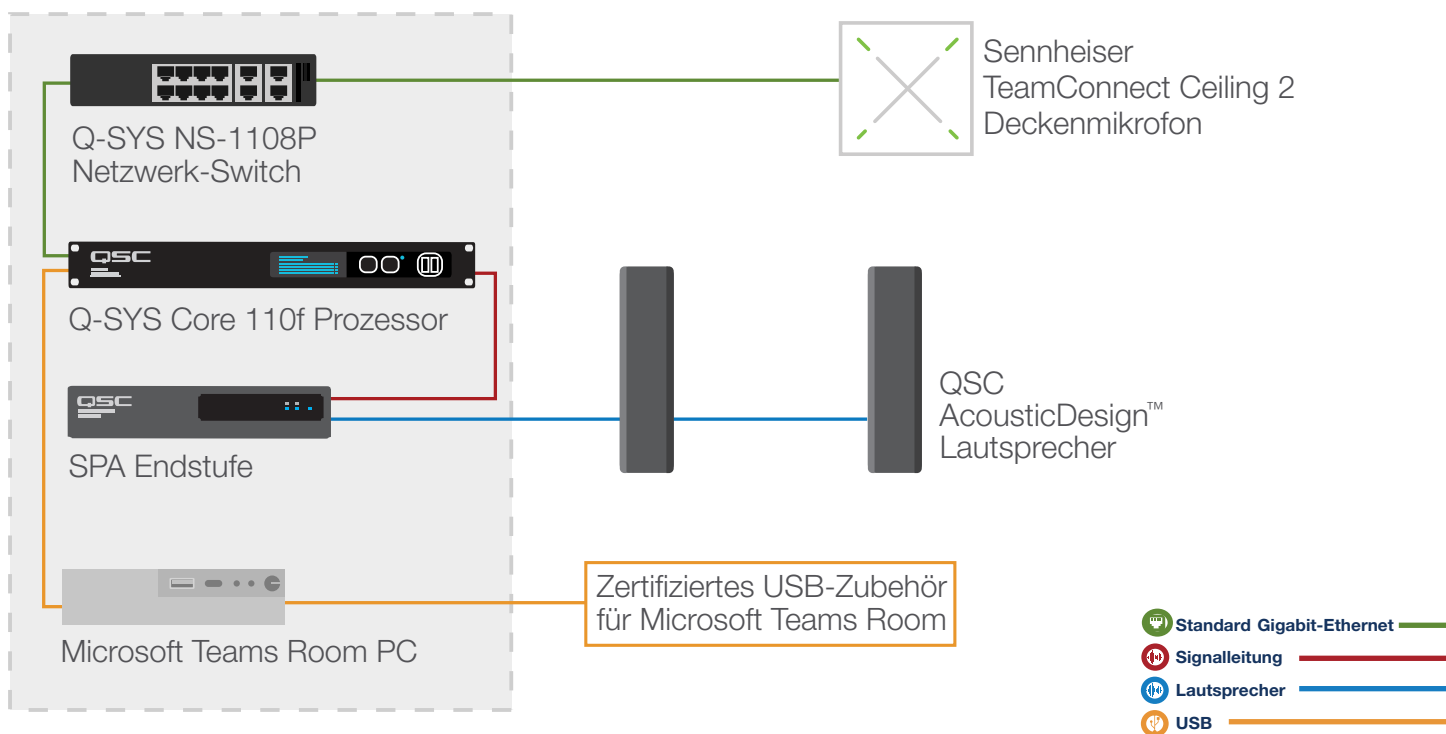 Q-SYS NS-1108P
Netzwerk-Switch
Sennheiser
TeamConnect Ceiling 2
Deckenmikrofon
QSC
Q-SYS Core 110f Prozessor
QSC
SPA Endstufe
QSC
AcousticDesign™
Lautsprecher
Microsoft Teams Room PC
Zertifiziertes USB-Zubehör
für Microsoft Teams Room
Standard Gigabit-Ethernet
Signalleitung
Lautsprecher
USB